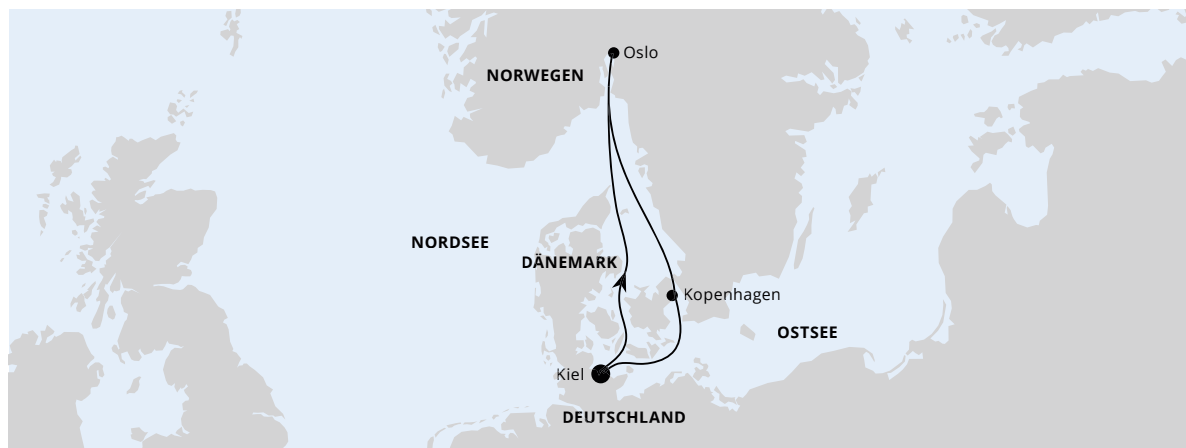 Oslo
NORWEGEN
NORDSEE
DÄNEMARK
Kopenhagen
OSTSEE
Kiel
DEUTSCHLAND